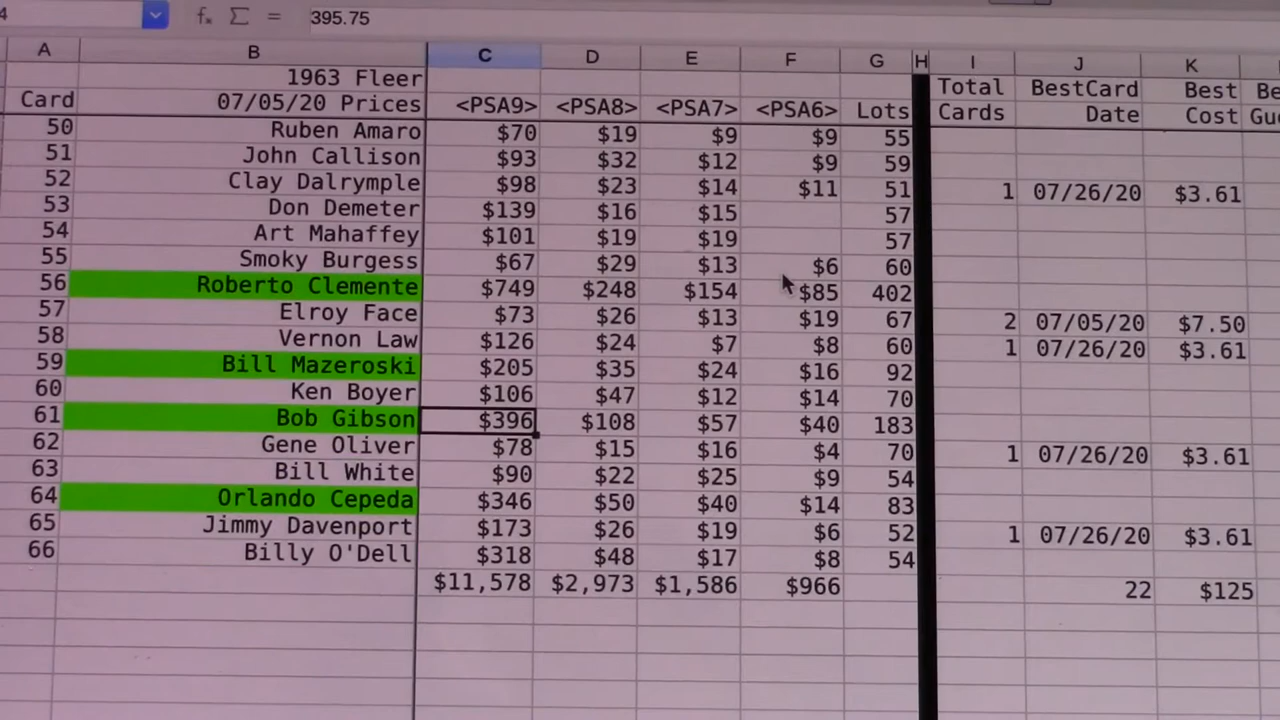 4 fx Σ = 395.75
A B C D E F G H I J K
1963 Fleer Total BestCard Best Be
Card 07/05/20 Prices <PSA9> <PSA8> <PSA7> <PSA6> Lots Cards Date Cost Gue
50 Ruben Amaro $70 $19 $9 $9 55
51 John Callison $93 $32 $12 $9 59
52 Clay Dalrymple $98 $23 $14 $11 51 1 07/26/20 $3.61
53 Don Demeter $139 $16 $15 57
54 Art Mahaffey $101 $19 $19 57
55 Smoky Burgess $67 $29 $13 $6 60
56 Roberto Clemente $749 $248 $154 $85 402
57 Elroy Face $73 $26 $13 $19 67 2 07/05/20 $7.50
58 Vernon Law $126 $24 $7 $8 60 1 07/26/20 $3.61
59 Bill Mazeroski $205 $35 $24 $16 92
60 Ken Boyer $106 $47 $12 $14 70
61 Bob Gibson $396 $108 $57 $40 183
62 Gene Oliver $78 $15 $16 $4 70 1 07/26/20 $3.61
63 Bill White $90 $22 $25 $9 54
64 Orlando Cepeda $346 $50 $40 $14 83
65 Jimmy Davenport $173 $26 $19 $6 52 1 07/26/20 $3.61
66 Billy O'Dell $318 $48 $17 $8 54
$11,578 $2,973 $1,586 $966 22 $125